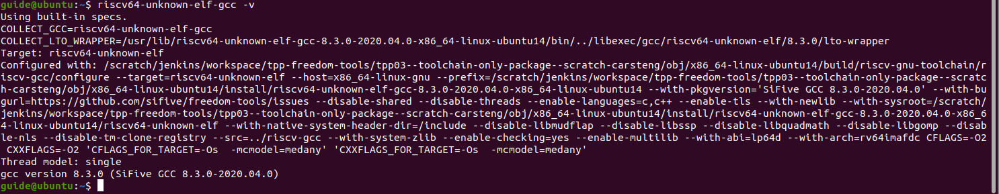 guide@ubuntu:~$ riscv64-unknown-elf-gcc -v
Using built-in specs.
COLLECT_GCC=riscv64-unknown-elf-gcc
COLLECT_LTO_WRAPPER=/usr/lib/riscv64-unknown-elf-gcc-8.3.0-2020.04.0-x86_64-linux-ubuntu14/bin/../libexec/gcc/riscv64-unknown-elf/8.3.0/lto-wrapper
Target: riscv64-unknown-elf
Configured with: /scratch/jenkins/workspace/tpp-freedom-tools/tpp03--toolchain-only-package--scratch-carsteng/obj/x86_64-linux-ubuntu14/build/riscv-gnu-toolchain/r
iscv-gcc/configure --target=riscv64-unknown-elf --host=x86_64-linux-gnu --prefix=/scratch/jenkins/workspace/tpp-freedom-tools/tpp03--toolchain-only-package--scratc
h-carsteng/obj/x86_64-linux-ubuntu14/install/riscv64-unknown-elf-gcc-8.3.0-2020.04.0-x86_64-linux-ubuntu14 --with-pkgversion='SiFive GCC 8.3.0-2020.04.0' --with-bu
gurl=https://github.com/sifive/freedom-tools/issues --disable-shared --disable-threads --enable-languages=c,c++ --enable-tls --with-newlib --with-sysroot=/scratch/
jenkins/workspace/tpp-freedom-tools/tpp03--toolchain-only-package--scratch-carsteng/obj/x86_64-linux-ubuntu14/install/riscv64-unknown-elf-gcc-8.3.0-2020.04.0-x86_6
4-linux-ubuntu14/riscv64-unknown-elf --with-native-system-header-dir=/include --disable-libmudflap --disable-libssp --disable-libquadmath --disable-libgomp --disab
le-nls --disable-tm-clone-registry --src=../riscv-gcc --with-system-zlib --enable-checking=yes --enable-multilib --with-abi=lp64d --with-arch=rv64imafdc CFLAGS=-O2
 CXXFLAGS=-O2 'CFLAGS_FOR_TARGET=-Os  -mcmodel=medany' 'CXXFLAGS_FOR_TARGET=-Os  -mcmodel=medany'
Thread model: single
gcc version 8.3.0 (SiFive GCC 8.3.0-2020.04.0)
guide@ubuntu:~$